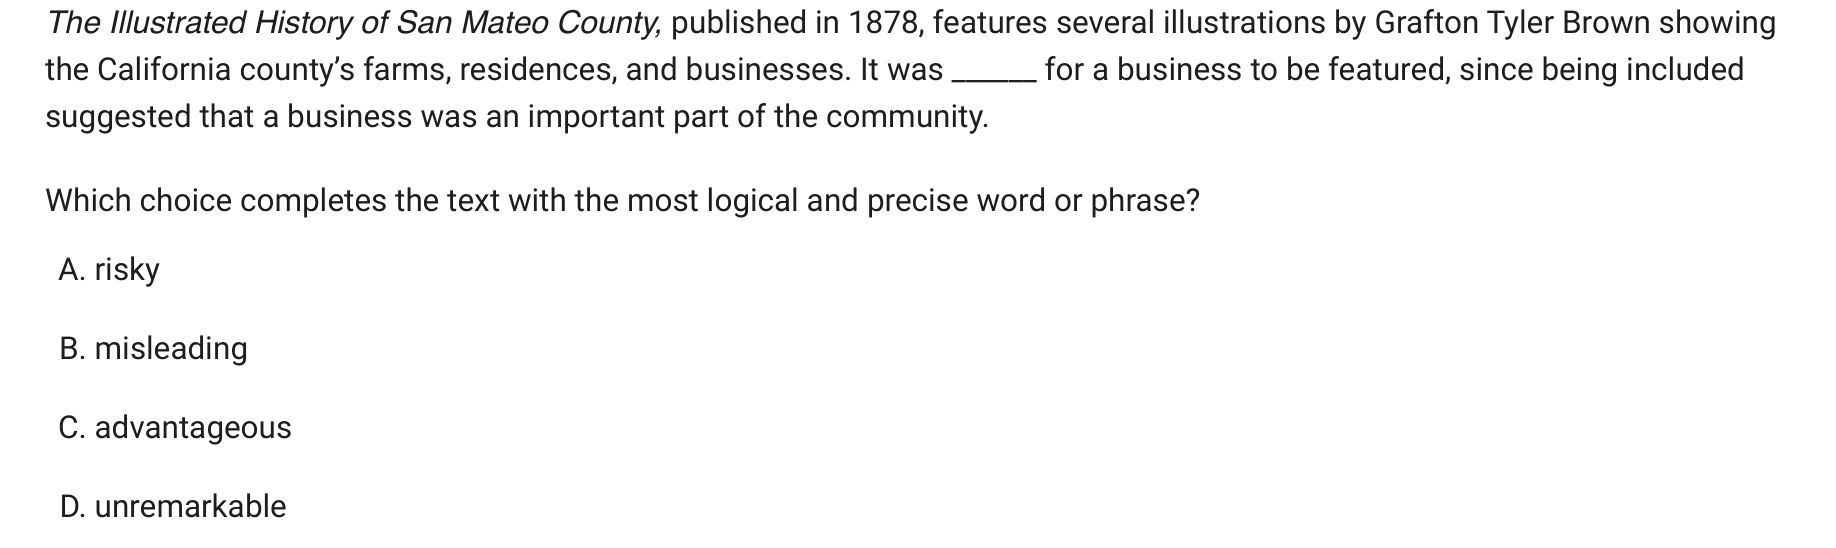 The Illustrated History of San Mateo County, published in 1878, features several illustrations by Grafton Tyler Brown showing
the California county’s farms, residences, and businesses. It was ______ for a business to be featured, since being included
suggested that a business was an important part of the community.
Which choice completes the text with the most logical and precise word or phrase?
A. risky
B. misleading
C. advantageous
D. unremarkable